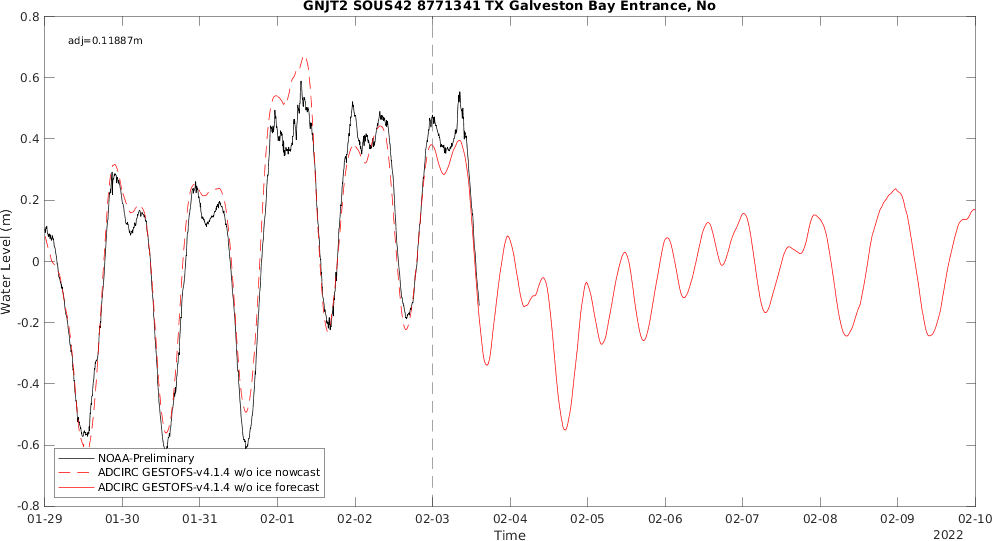 GNJT2 SOUS42 8771341 TX Galveston Bay Entrance, No
adj=0.11887m
0.8
0.6
0.4
0.2
0
-0.2
-0.4
-0.6
-0.8
Water Level (m)
NOAA-Preliminary
ADCIRC GESTOFS-v4.1.4 w/o ice nowcast
ADCIRC GESTOFS-v4.1.4 w/o ice forecast
01-29 01-30 01-31 02-01 02-02 02-03 02-04 02-05 02-06 02-07 02-08 02-09 02-10
Time
2022